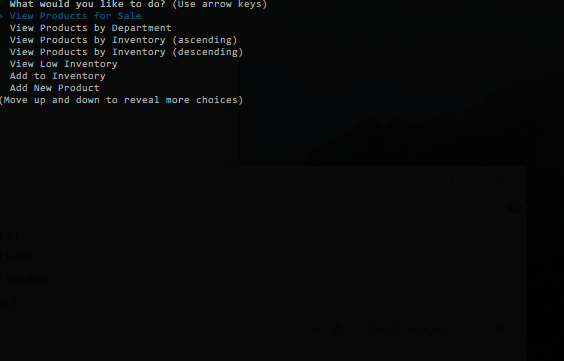 What would you like to do? (Use arrow keys)
> View Products for Sale
View Products by Department
View Products by Inventory (ascending)
View Products by Inventory (descending)
View Low Inventory
Add to Inventory
Add New Product
(Move up and down to reveal more choices)